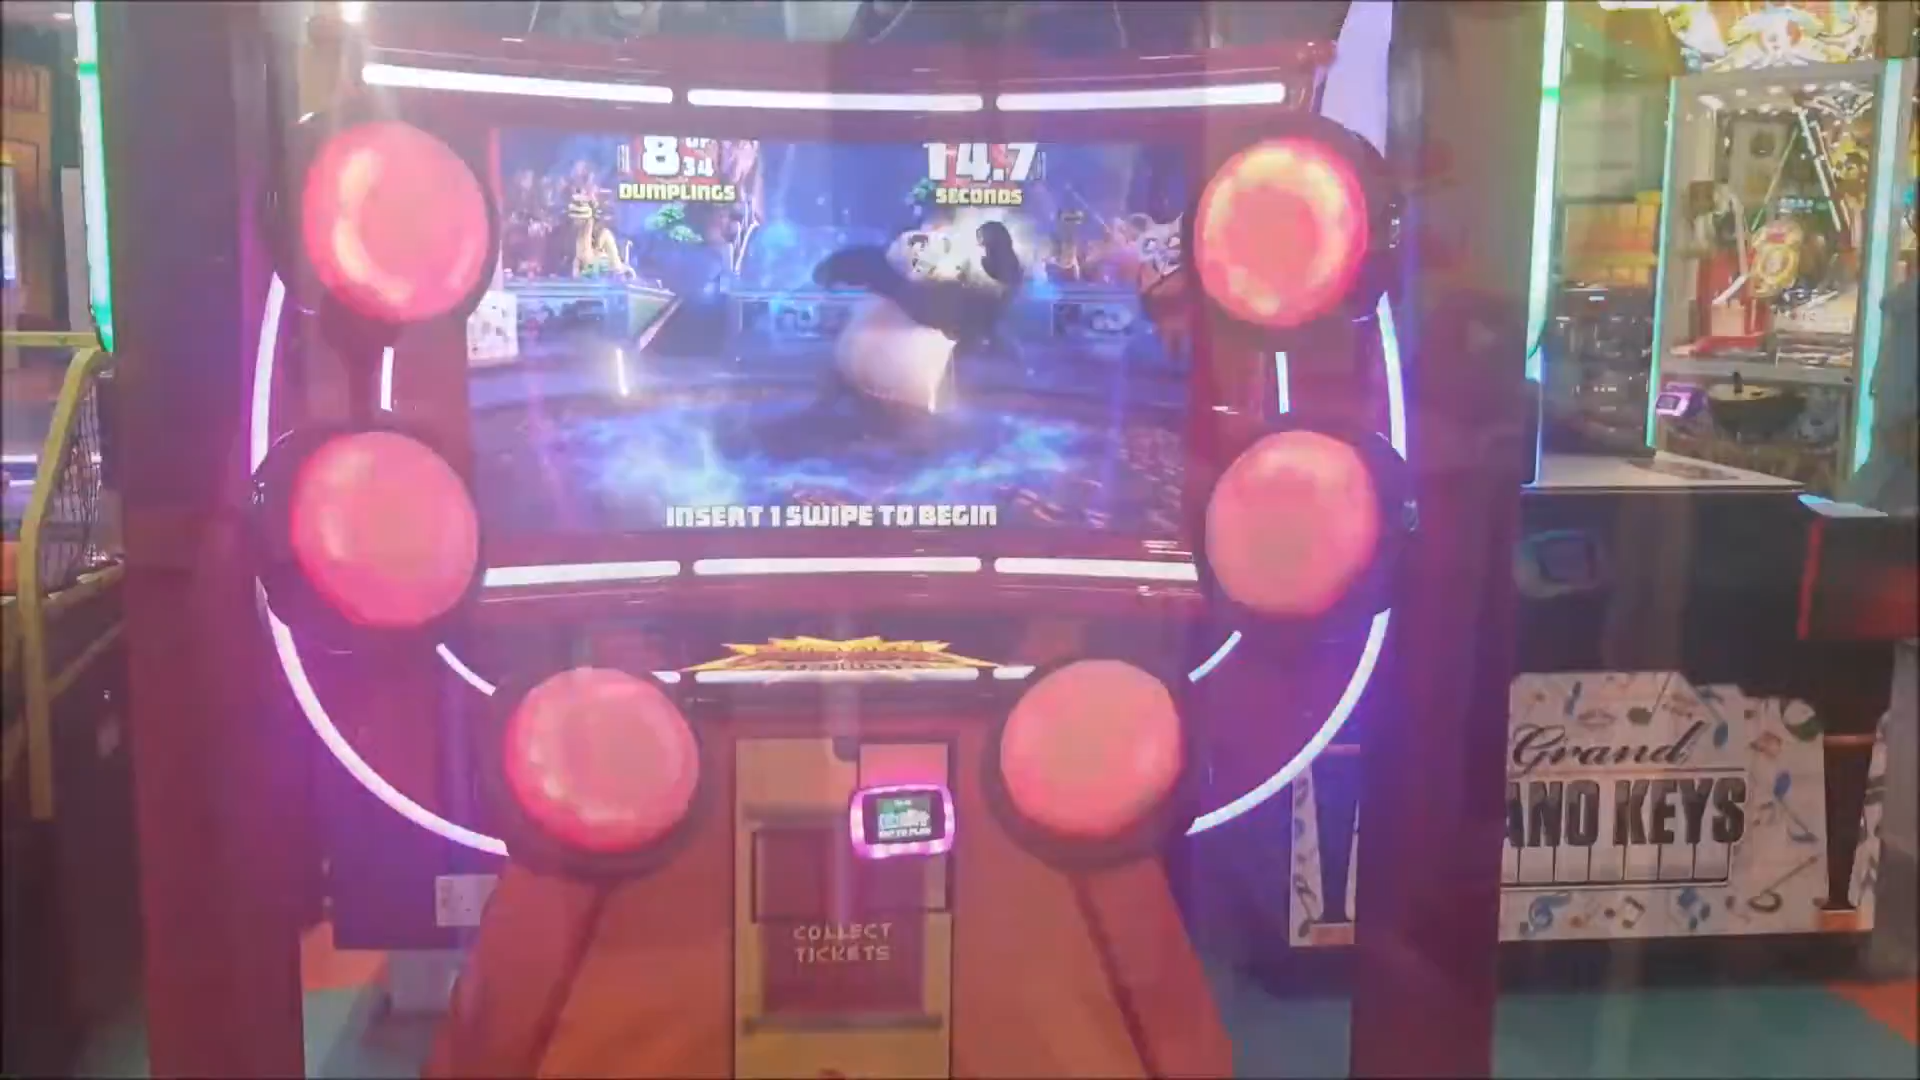 8 OF 34
DUMPLINGS
14.7
SECONDS
INSERT 1 SWIPE TO BEGIN
COLLECT
TICKETS
Grand
ANO KEYS